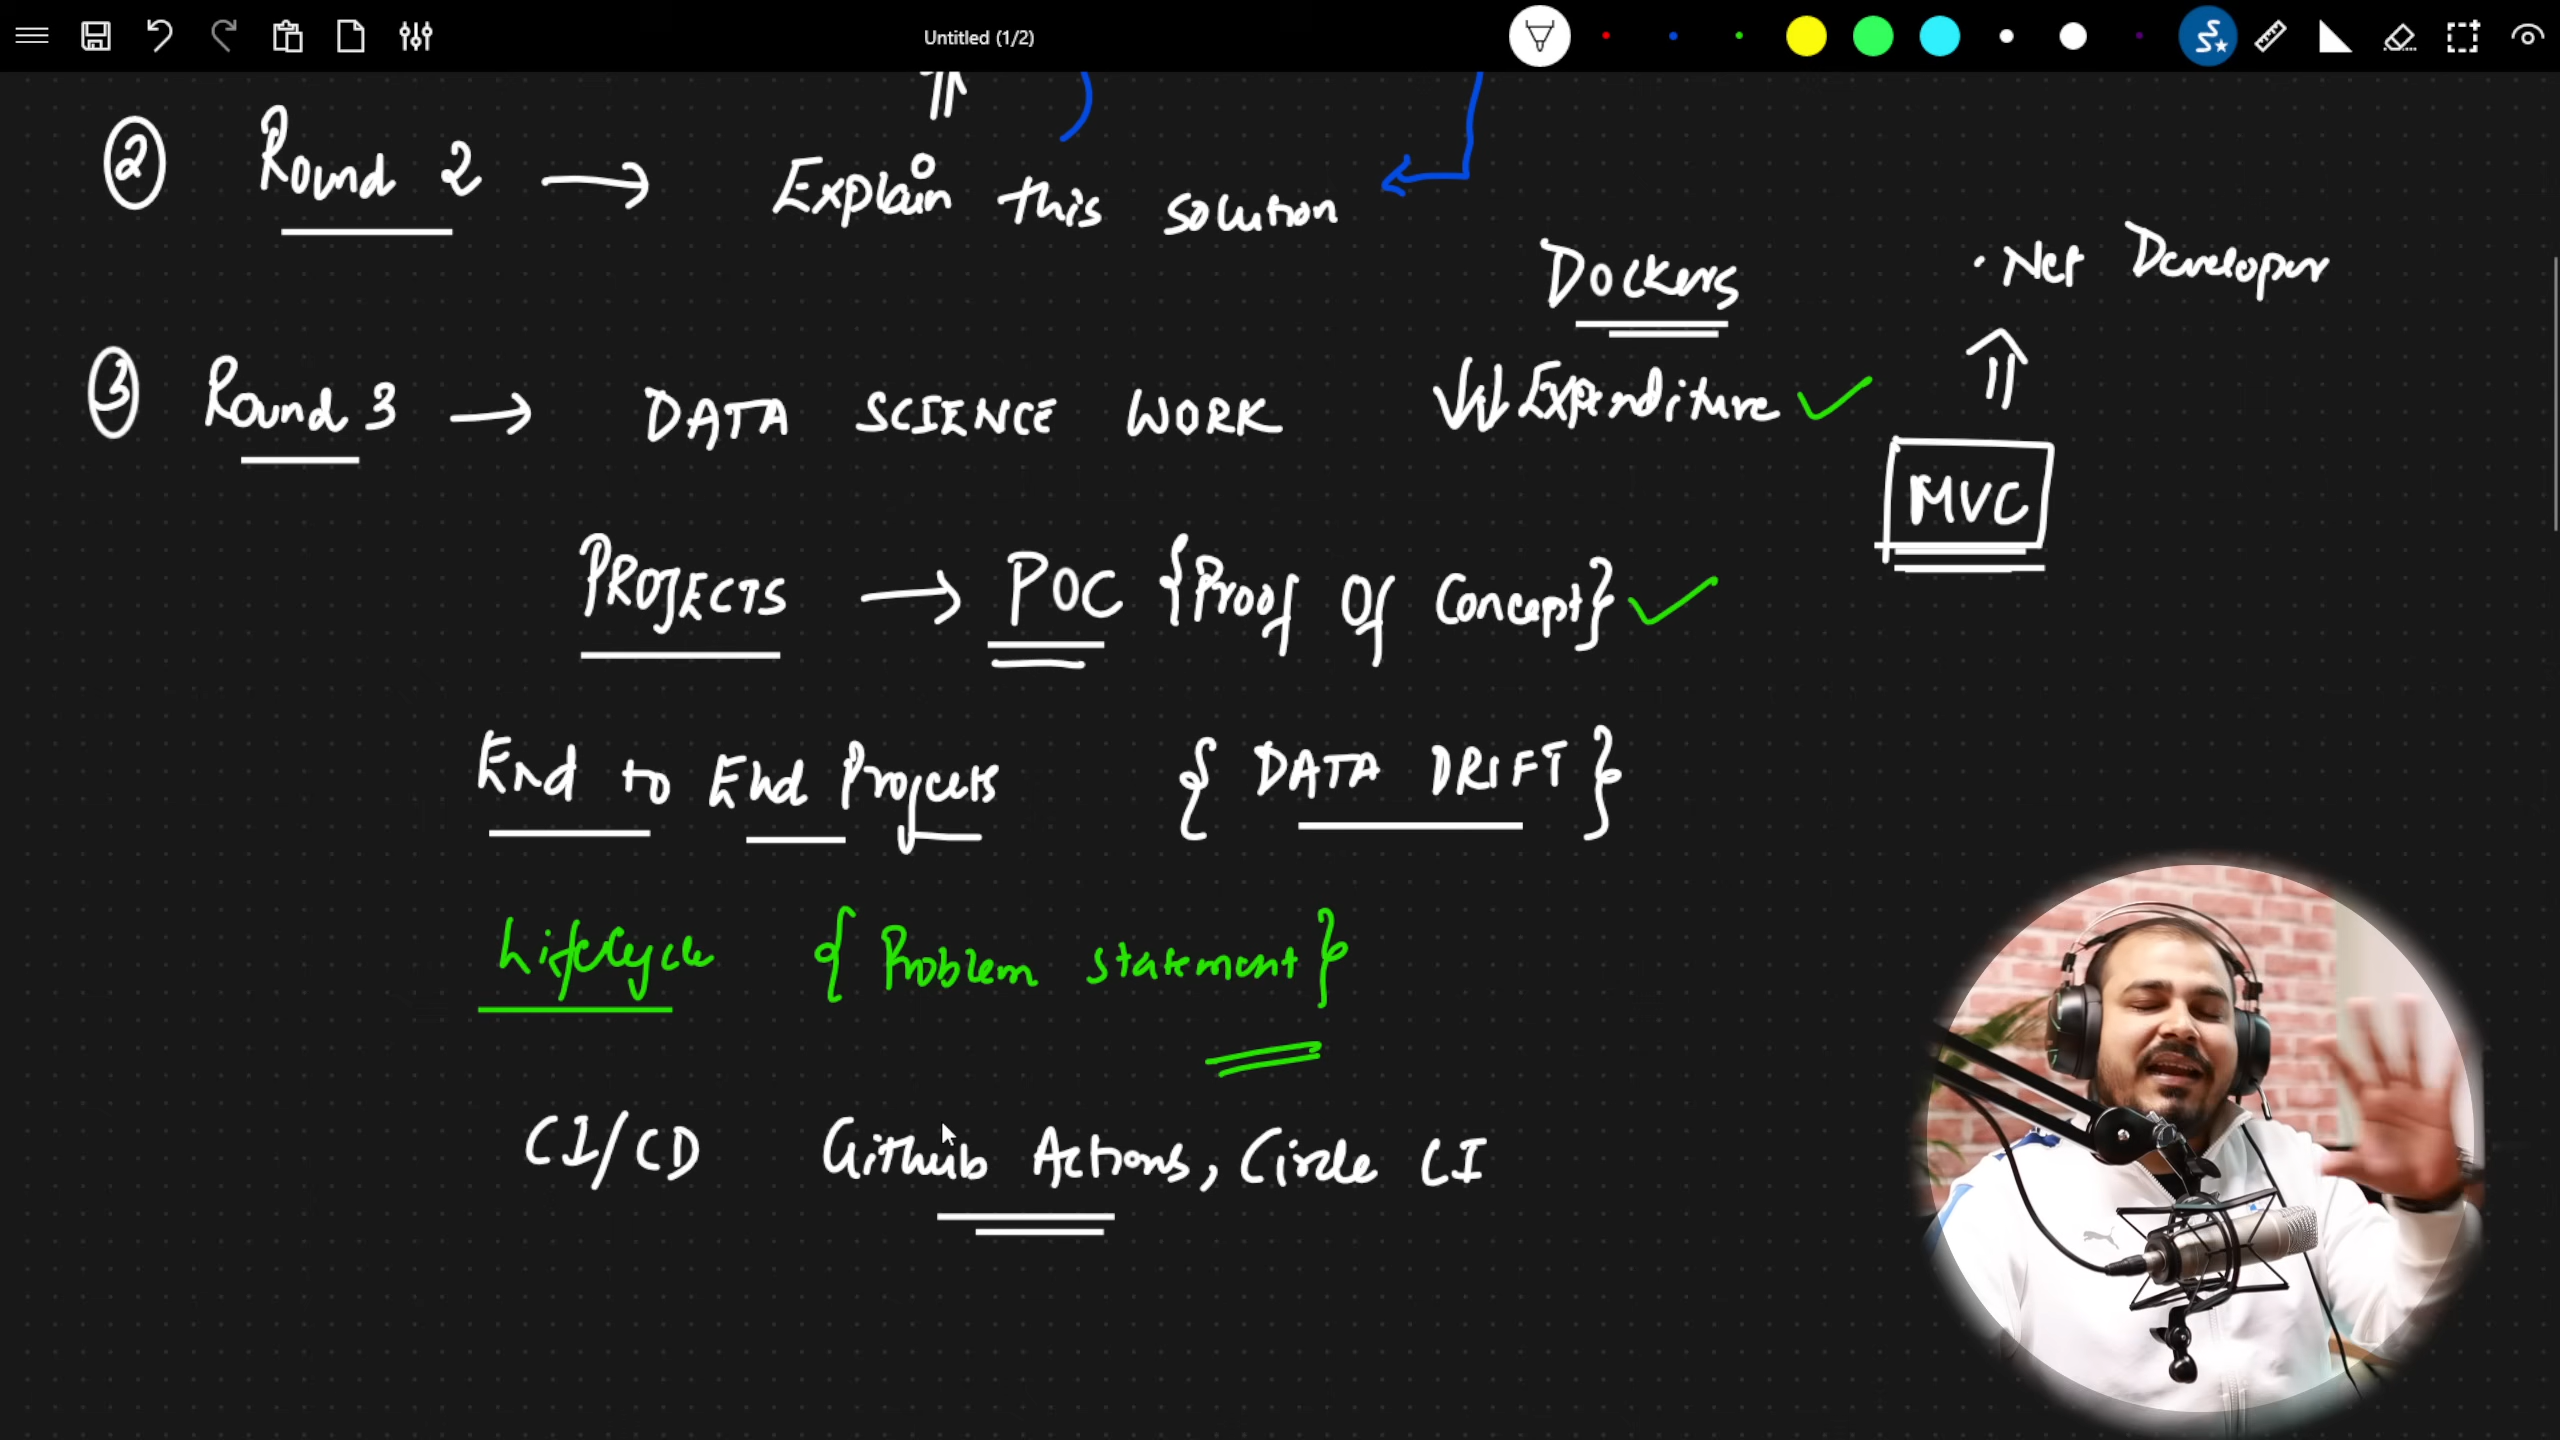 Untitled (1/2)
② Round 2 → Explain this solution
Dockers
.Net Developer
③ Round 3 → DATA SCIENCE WORK
↓↓↓ Expenditure ✓
MVC
PROJECTS → POC {Proof Of Concept} ✓
End to End Projects { DATA DRIFT }
Lifecycle { Problem statement }
CI/CD Github Actions, Circle CI